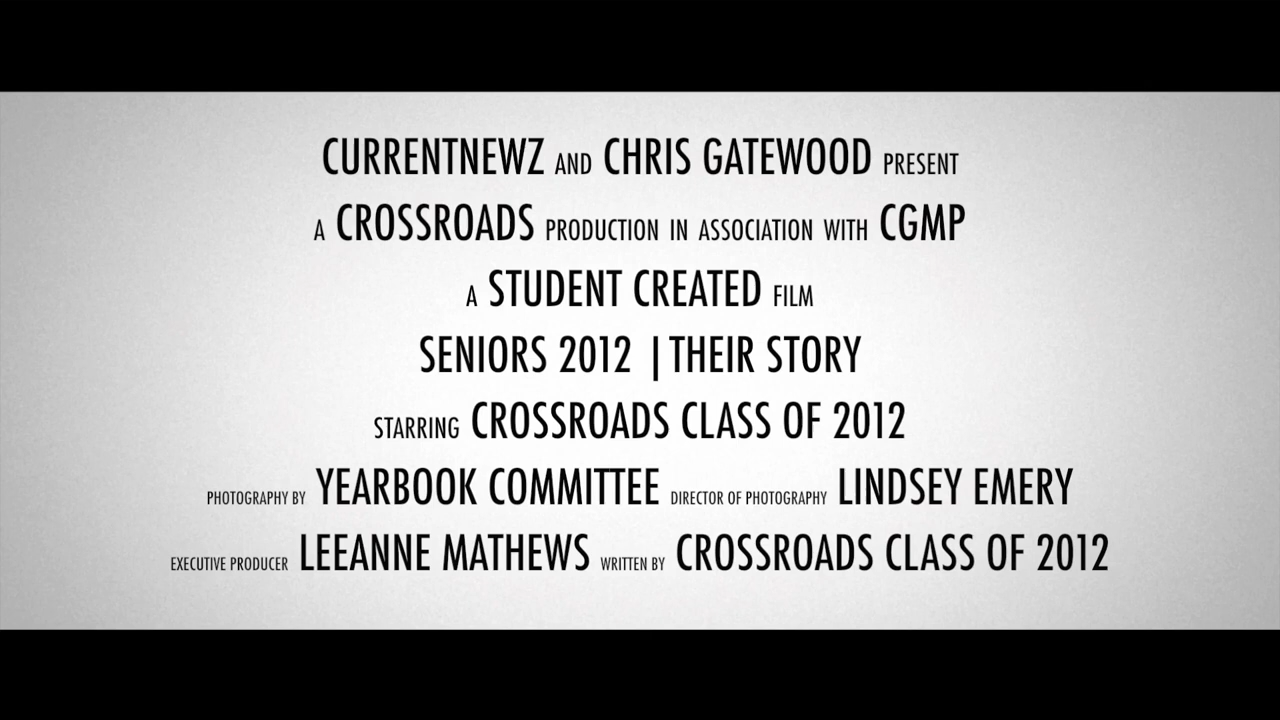 CURRENTNEWZ AND CHRIS GATEWOOD PRESENT
A CROSSROADS PRODUCTION IN ASSOCIATION WITH CGMP
A STUDENT CREATED FILM
SENIORS 2012 | THEIR STORY
STARRING CROSSROADS CLASS OF 2012
PHOTOGRAPHY BY YEARBOOK COMMITTEE DIRECTOR OF PHOTOGRAPHY LINDSEY EMERY
EXECUTIVE PRODUCER LEEANNE MATHEWS WRITTEN BY CROSSROADS CLASS OF 2012